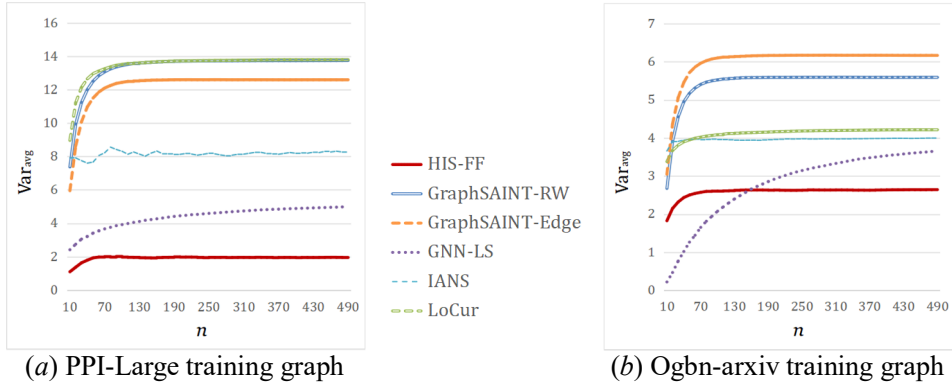 16
14
12
10
8
6
4
2
0
Var_avg
10 70 130 190 250 310 370 430 490
n
(a) PPI-Large training graph
HIS-FF
GraphSAINT-RW
GraphSAINT-Edge
GNN-LS
IANS
LoCur
7
6
5
4
3
2
1
0
Var_avg
10 70 130 190 250 310 370 430 490
n
(b) Ogbn-arxiv training graph